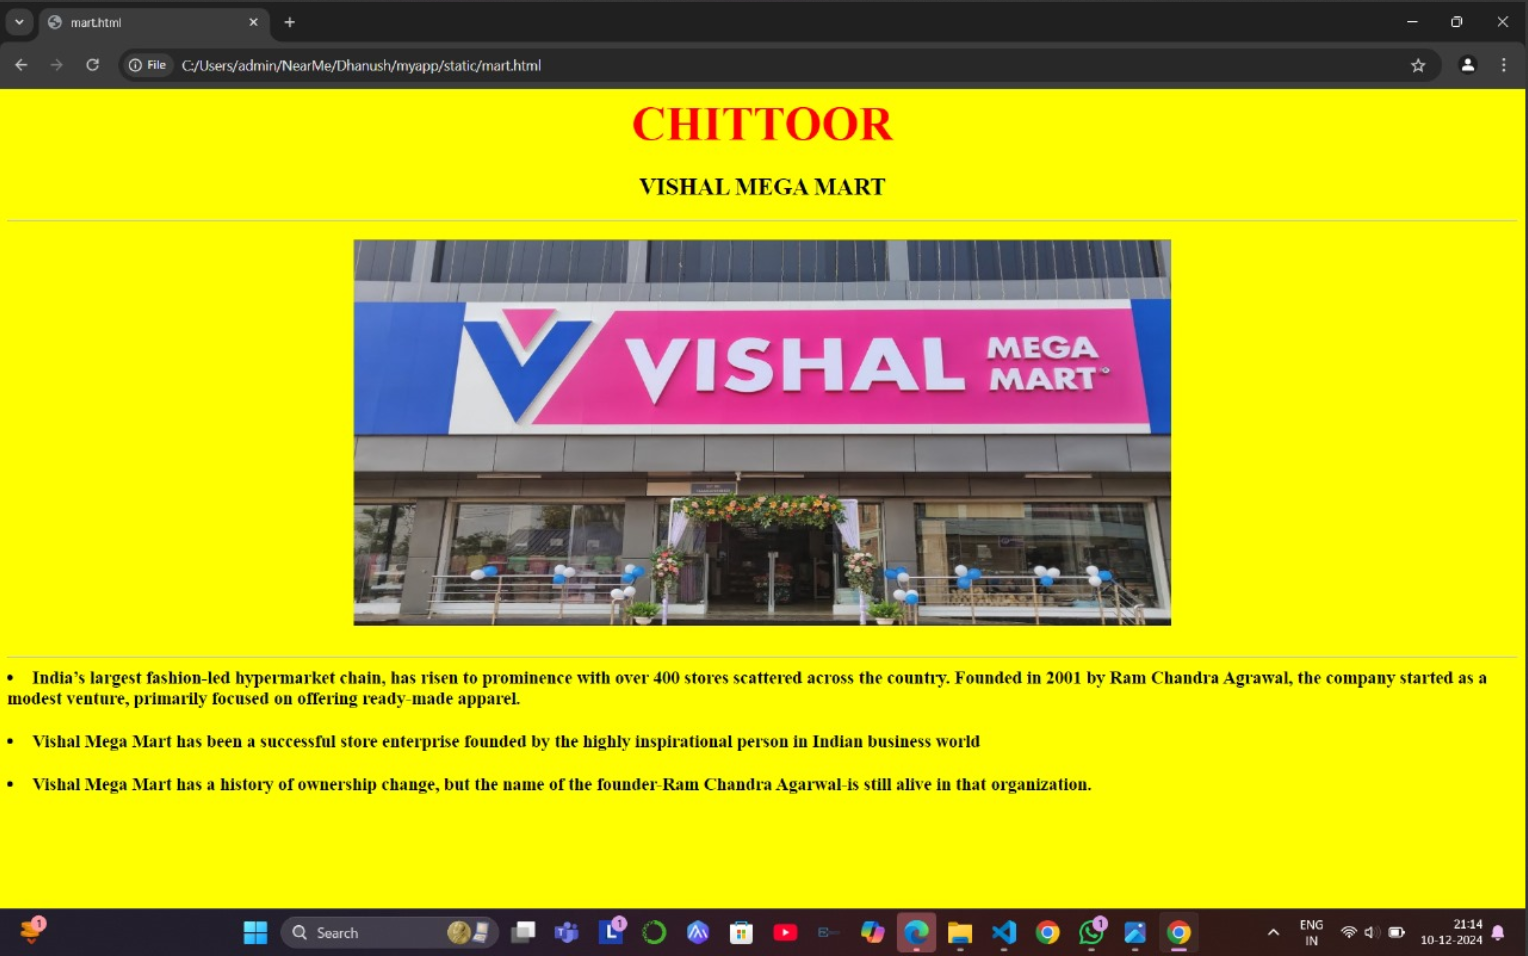 mart.html
File
C:/Users/admin/NearMe/Dhanush/myapp/static/mart.html
CHITTOOR
VISHAL MEGA MART
VISHAL MEGA
MART
India’s largest fashion-led hypermarket chain, has risen to prominence with over 400 stores scattered across the country. Founded in 2001 by Ram Chandra Agrawal, the company started as a
modest venture, primarily focused on offering ready-made apparel.
Vishal Mega Mart has been a successful store enterprise founded by the highly inspirational person in Indian business world
Vishal Mega Mart has a history of ownership change, but the name of the founder-Ram Chandra Agarwal-is still alive in that organization.
1
Search
1
1
ENG
IN
21:14
10-12-2024